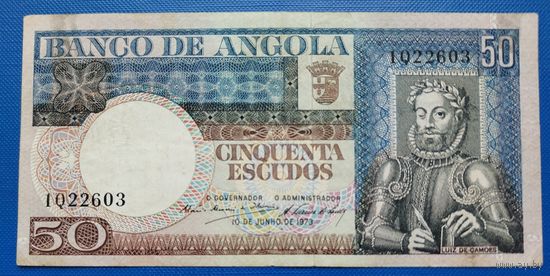 BANCO DE ANGOLA
50
1Q22603
CINQUENTA
ESCUDOS
1Q22603
O GOVERNADOR O ADMINISTRADOR
10 DE JUNHO DE 1973
50
LUIZ DE CAMÕES